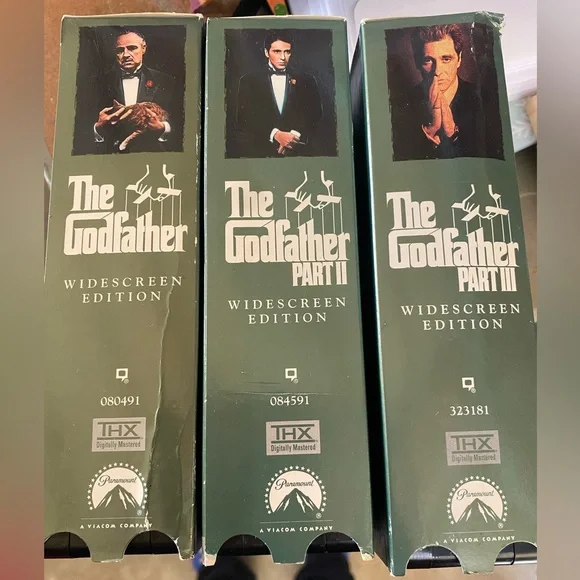 The
Godfather
WIDESCREEN
EDITION
080491
THX
Digitally Mastered
Paramount
A VIACOM COMPANY
The
Godfather
PART II
WIDESCREEN
EDITION
084591
THX
Digitally Mastered
Paramount
A VIACOM COMPANY
The
Godfather
PART III
WIDESCREEN
EDITION
323181
THX
Digitally Mastered
Paramount
A VIACOM COMPANY